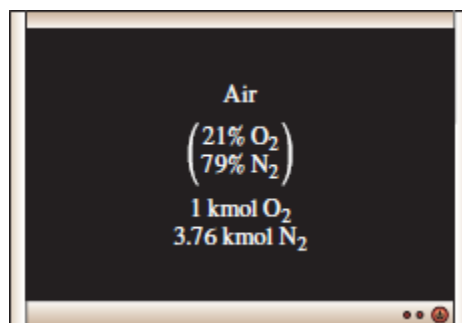 Air
(21% O₂
79% N₂)
1 kmol O₂
3.76 kmol N₂